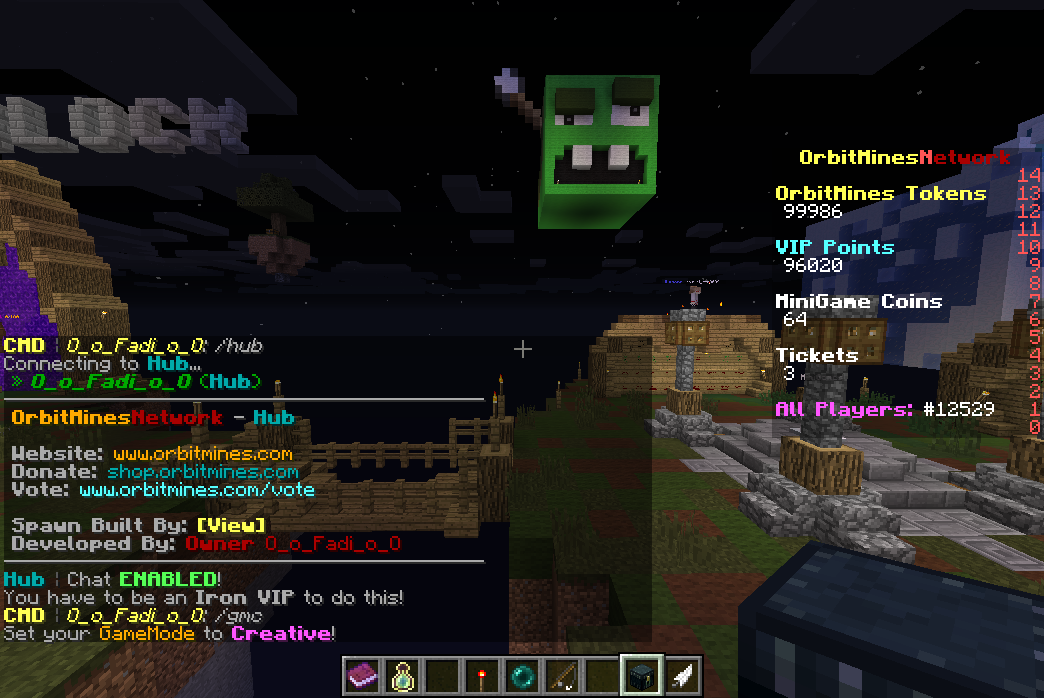 LOCK
OrbitMinesNetwork
14
OrbitMines Tokens 13
99986 12
11
VIP Points 10
96020 9
8
MiniGame Coins 7
64 6
5
Tickets 4
3 3
2
All Players: #12529 1
0
CMD | O_o_Fadi_o_O: /hub
Connecting to Hub...
» O_o_Fadi_o_O (Hub)
OrbitMinesNetwork - Hub
Website: www.orbitmines.com
Donate: shop.orbitmines.com
Vote: www.orbitmines.com/vote
Spawn Built By: [View]
Developed By: Owner O_o_Fadi_o_O
Hub | Chat ENABLED!
You have to be an Iron VIP to do this!
CMD | O_o_Fadi_o_O: /gmc
Set your GameMode to Creative!